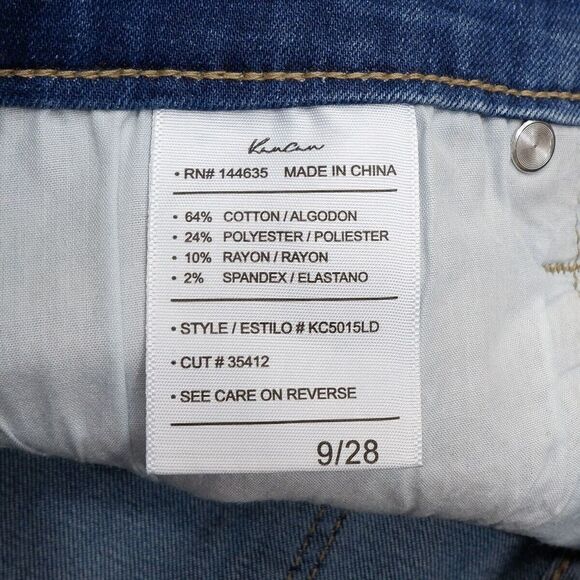 KanCan
• RN# 144635 MADE IN CHINA
• 64% COTTON / ALGODON
• 24% POLYESTER / POLIESTER
• 10% RAYON / RAYON
• 2% SPANDEX / ELASTANO
• STYLE / ESTILO # KC5015LD
• CUT # 35412
• SEE CARE ON REVERSE
9/28